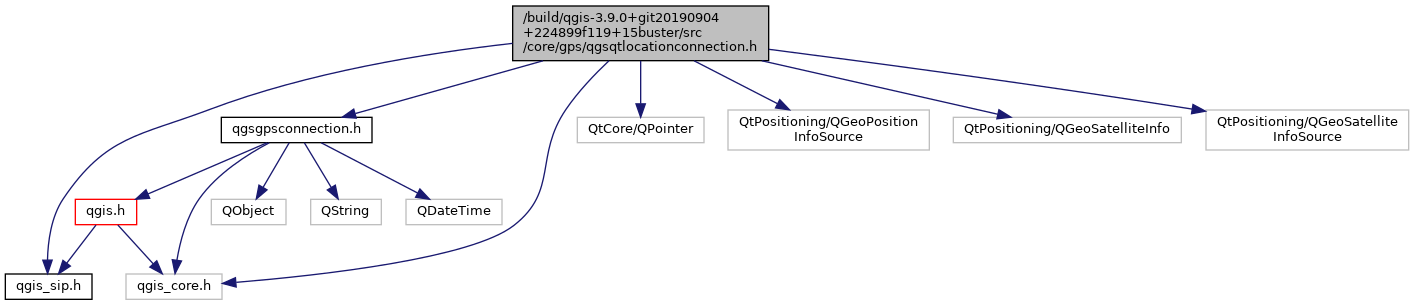 /build/qgis-3.9.0+git20190904
+224899f119+15buster/src
/core/gps/qgsqtlocationconnection.h
qgsgpsconnection.h
QtCore/QPointer
QtPositioning/QGeoPosition
InfoSource
QtPositioning/QGeoSatelliteInfo
QtPositioning/QGeoSatellite
InfoSource
qgis.h
QObject
QString
QDateTime
qgis_sip.h
qgis_core.h